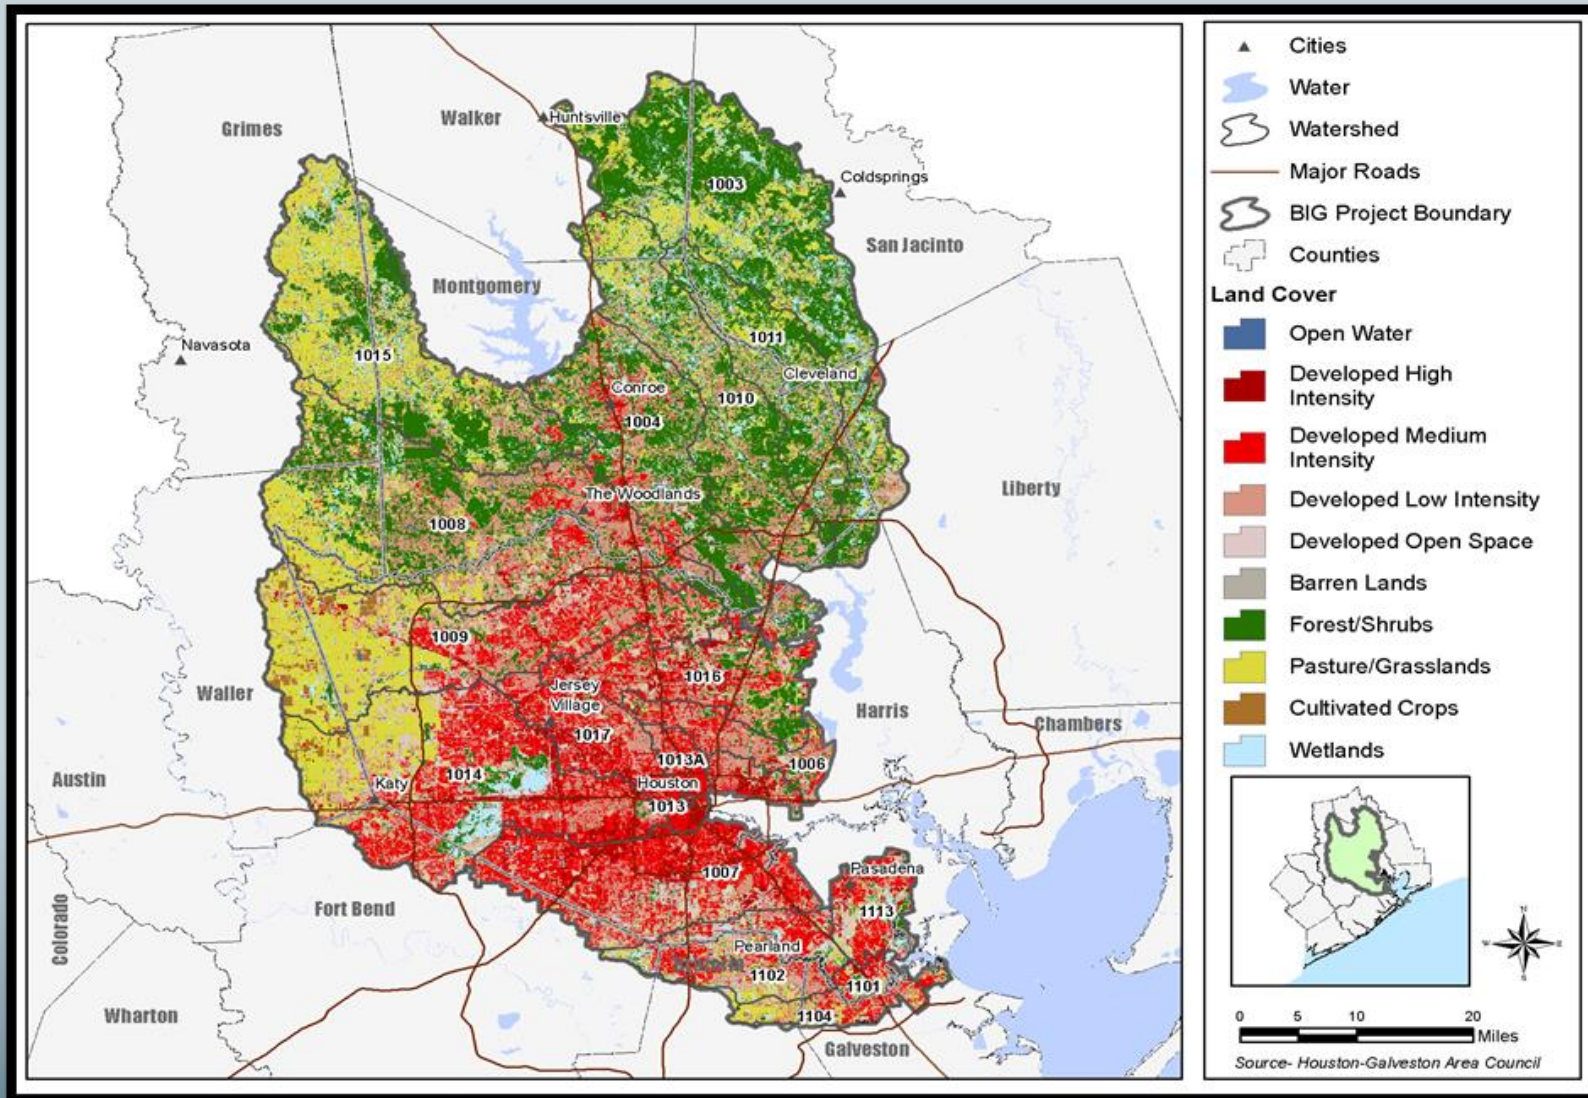 Grimes
Walker
Huntsville
1003
Coldsprings
San Jacinto
Montgomery
Navasota
1015
1011
Cleveland
Conroe
1010
1004
The Woodlands
Liberty
1008
1009
1016
Jersey
Village
Waller
Harris
Chambers
1017
1013A
1006
Austin
1014
Katy
Houston
1013
1007
Pasadena
Colorado
Fort Bend
1113
Pearland
1102
1101
Wharton
1104
Galveston
Cities
Water
Watershed
Major Roads
BIG Project Boundary
Counties
Land Cover
Open Water
Developed High
Intensity
Developed Medium
Intensity
Developed Low Intensity
Developed Open Space
Barren Lands
Forest/Shrubs
Pasture/Grasslands
Cultivated Crops
Wetlands
N
W
E
S
0 5 10 20
Miles
Source- Houston-Galveston Area Council